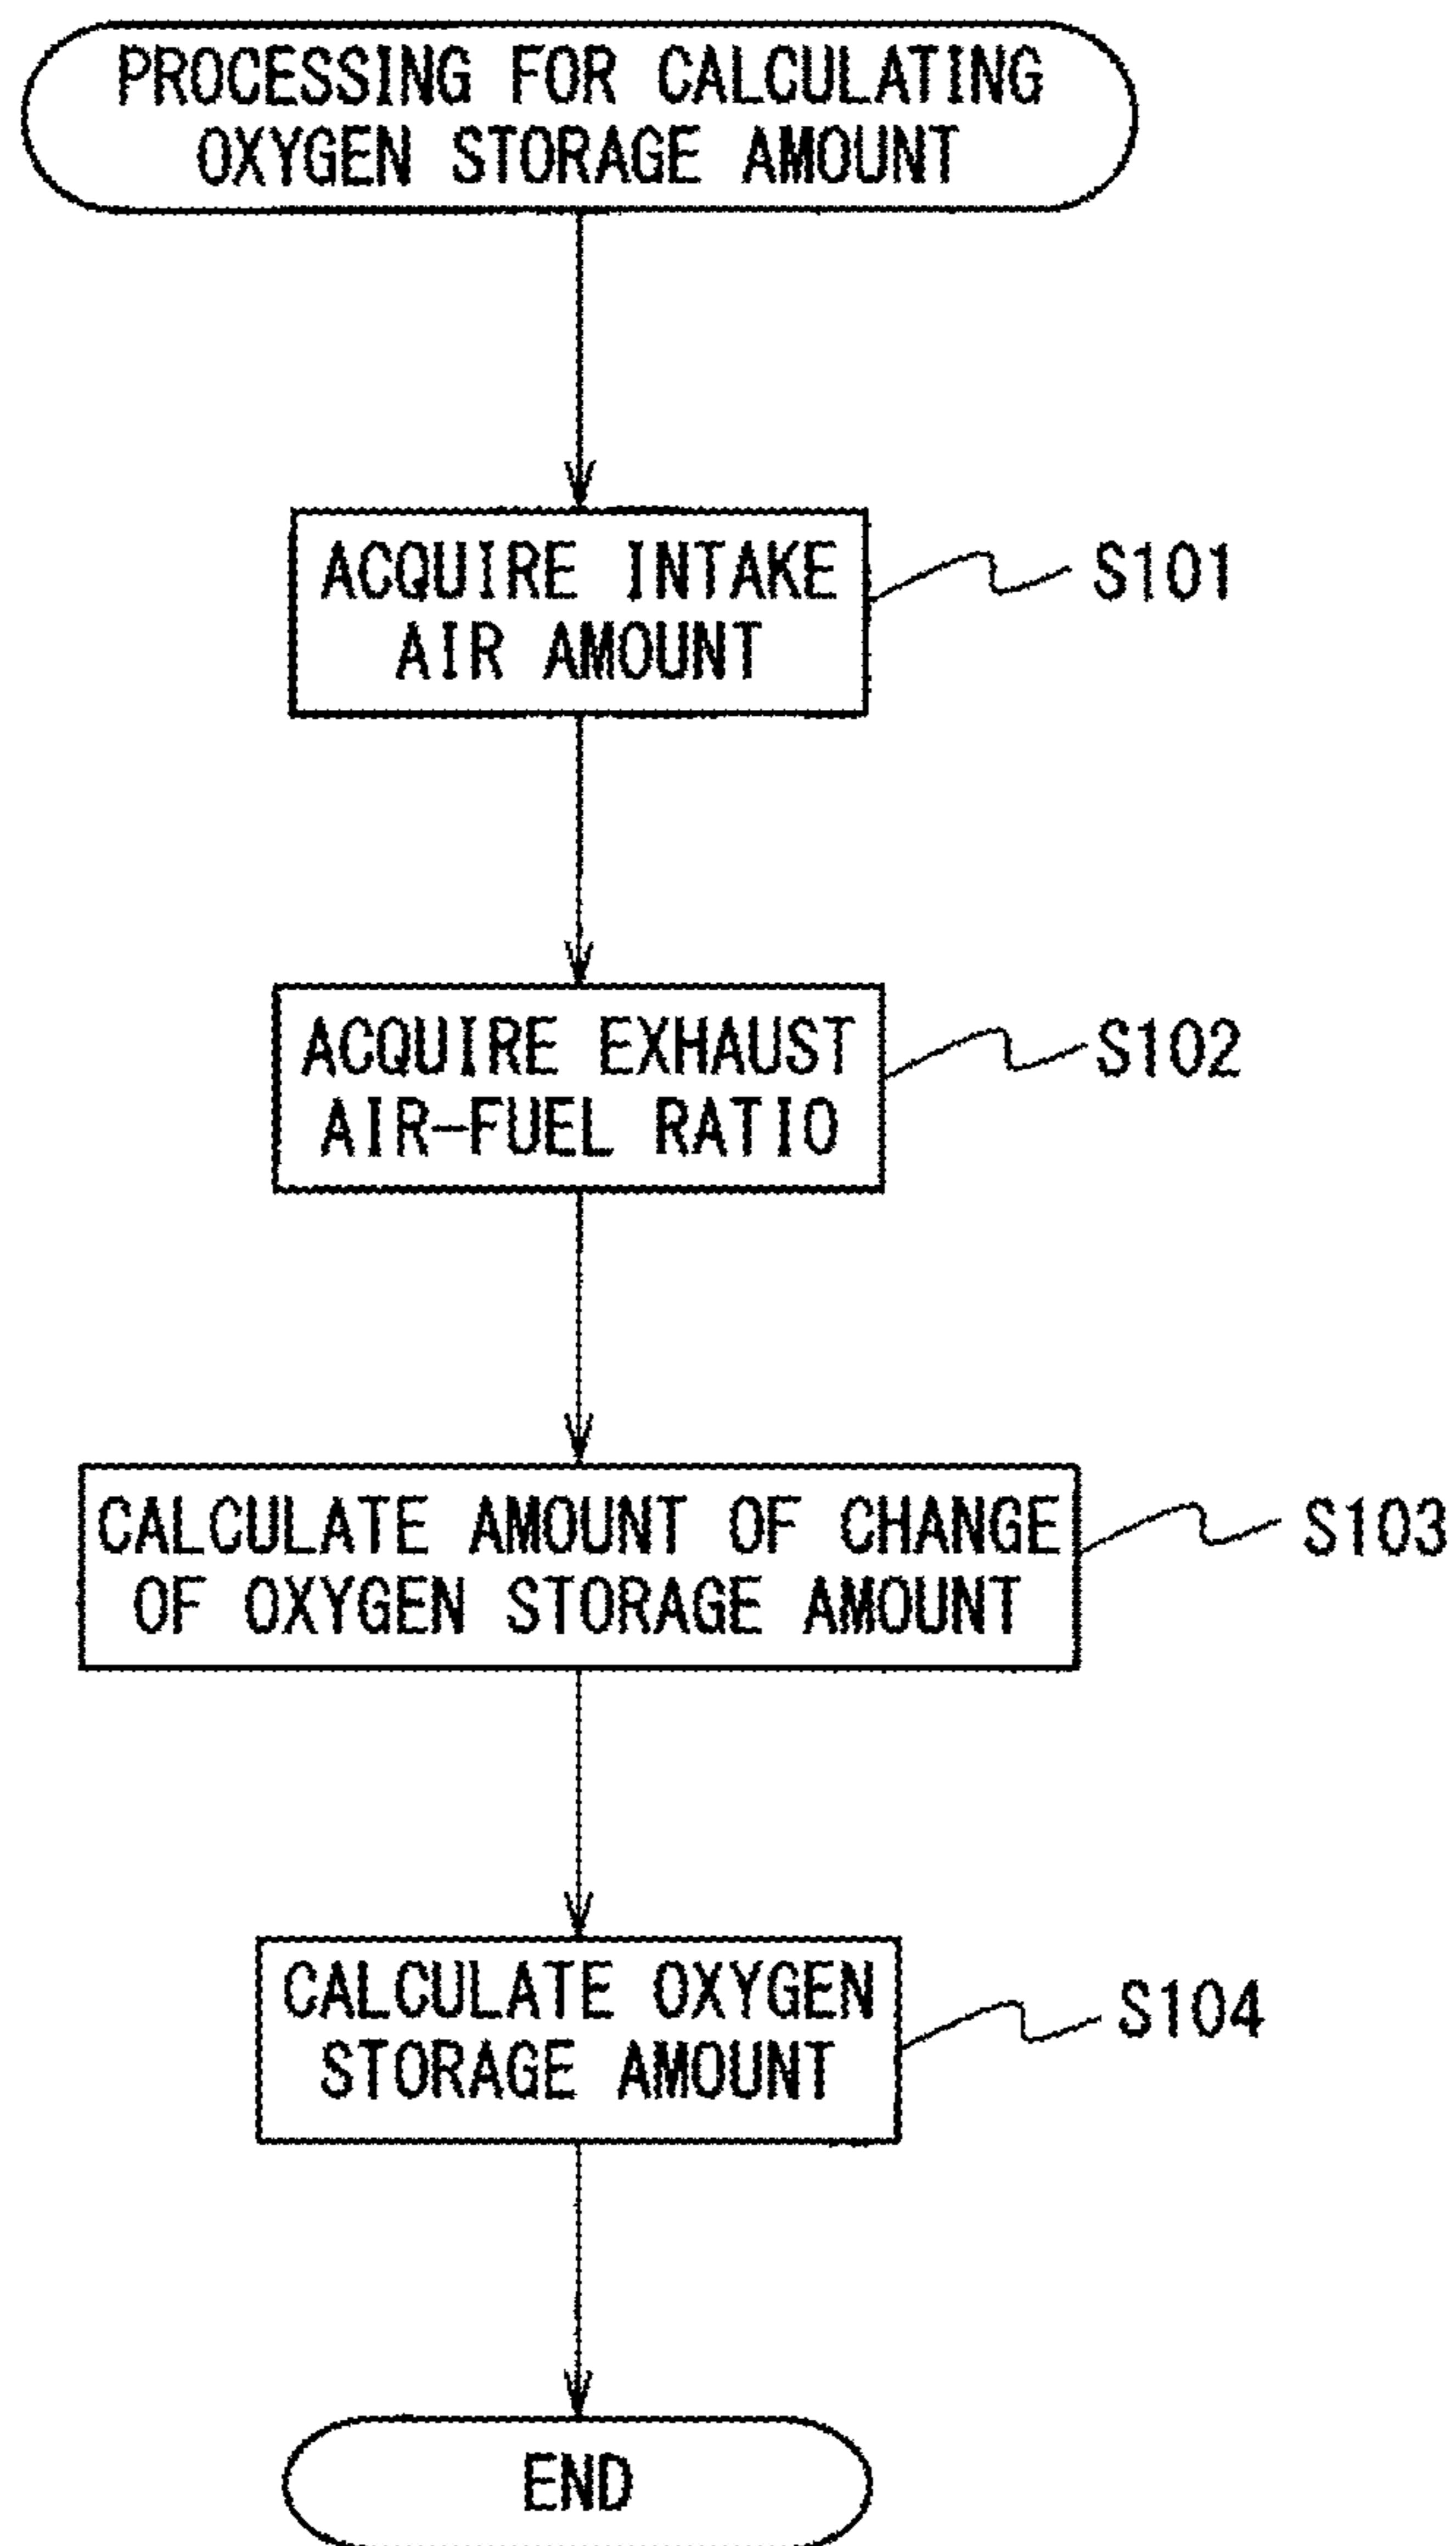 PROCESSING FOR CALCULATING
OXYGEN STORAGE AMOUNT
ACQUIRE INTAKE
AIR AMOUNT
S101
ACQUIRE EXHAUST
AIR-FUEL RATIO
S102
CALCULATE AMOUNT OF CHANGE
OF OXYGEN STORAGE AMOUNT
S103
CALCULATE OXYGEN
STORAGE AMOUNT
S104
END